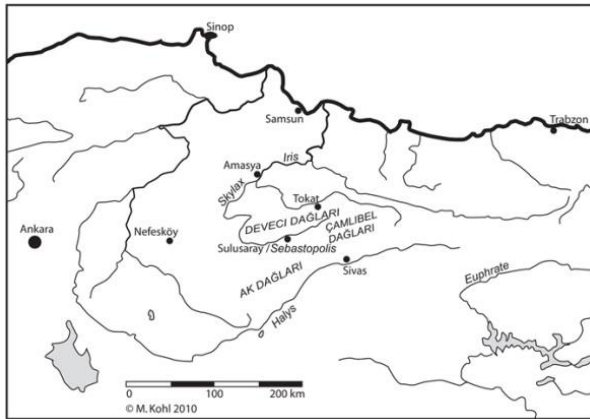 Sinop
Samsun
Trabzon
Amasya
Iris
Skylax
Tokat
DEVECI DAĞLARI
ÇAMLIBEL
DAĞLARI
Ankara
Nefesköy
Sulusaray / Sebastopolis
Sivas
AK DAĞLARI
Halys
Euphrate
0 100 200 km
© M. Kohl 2010